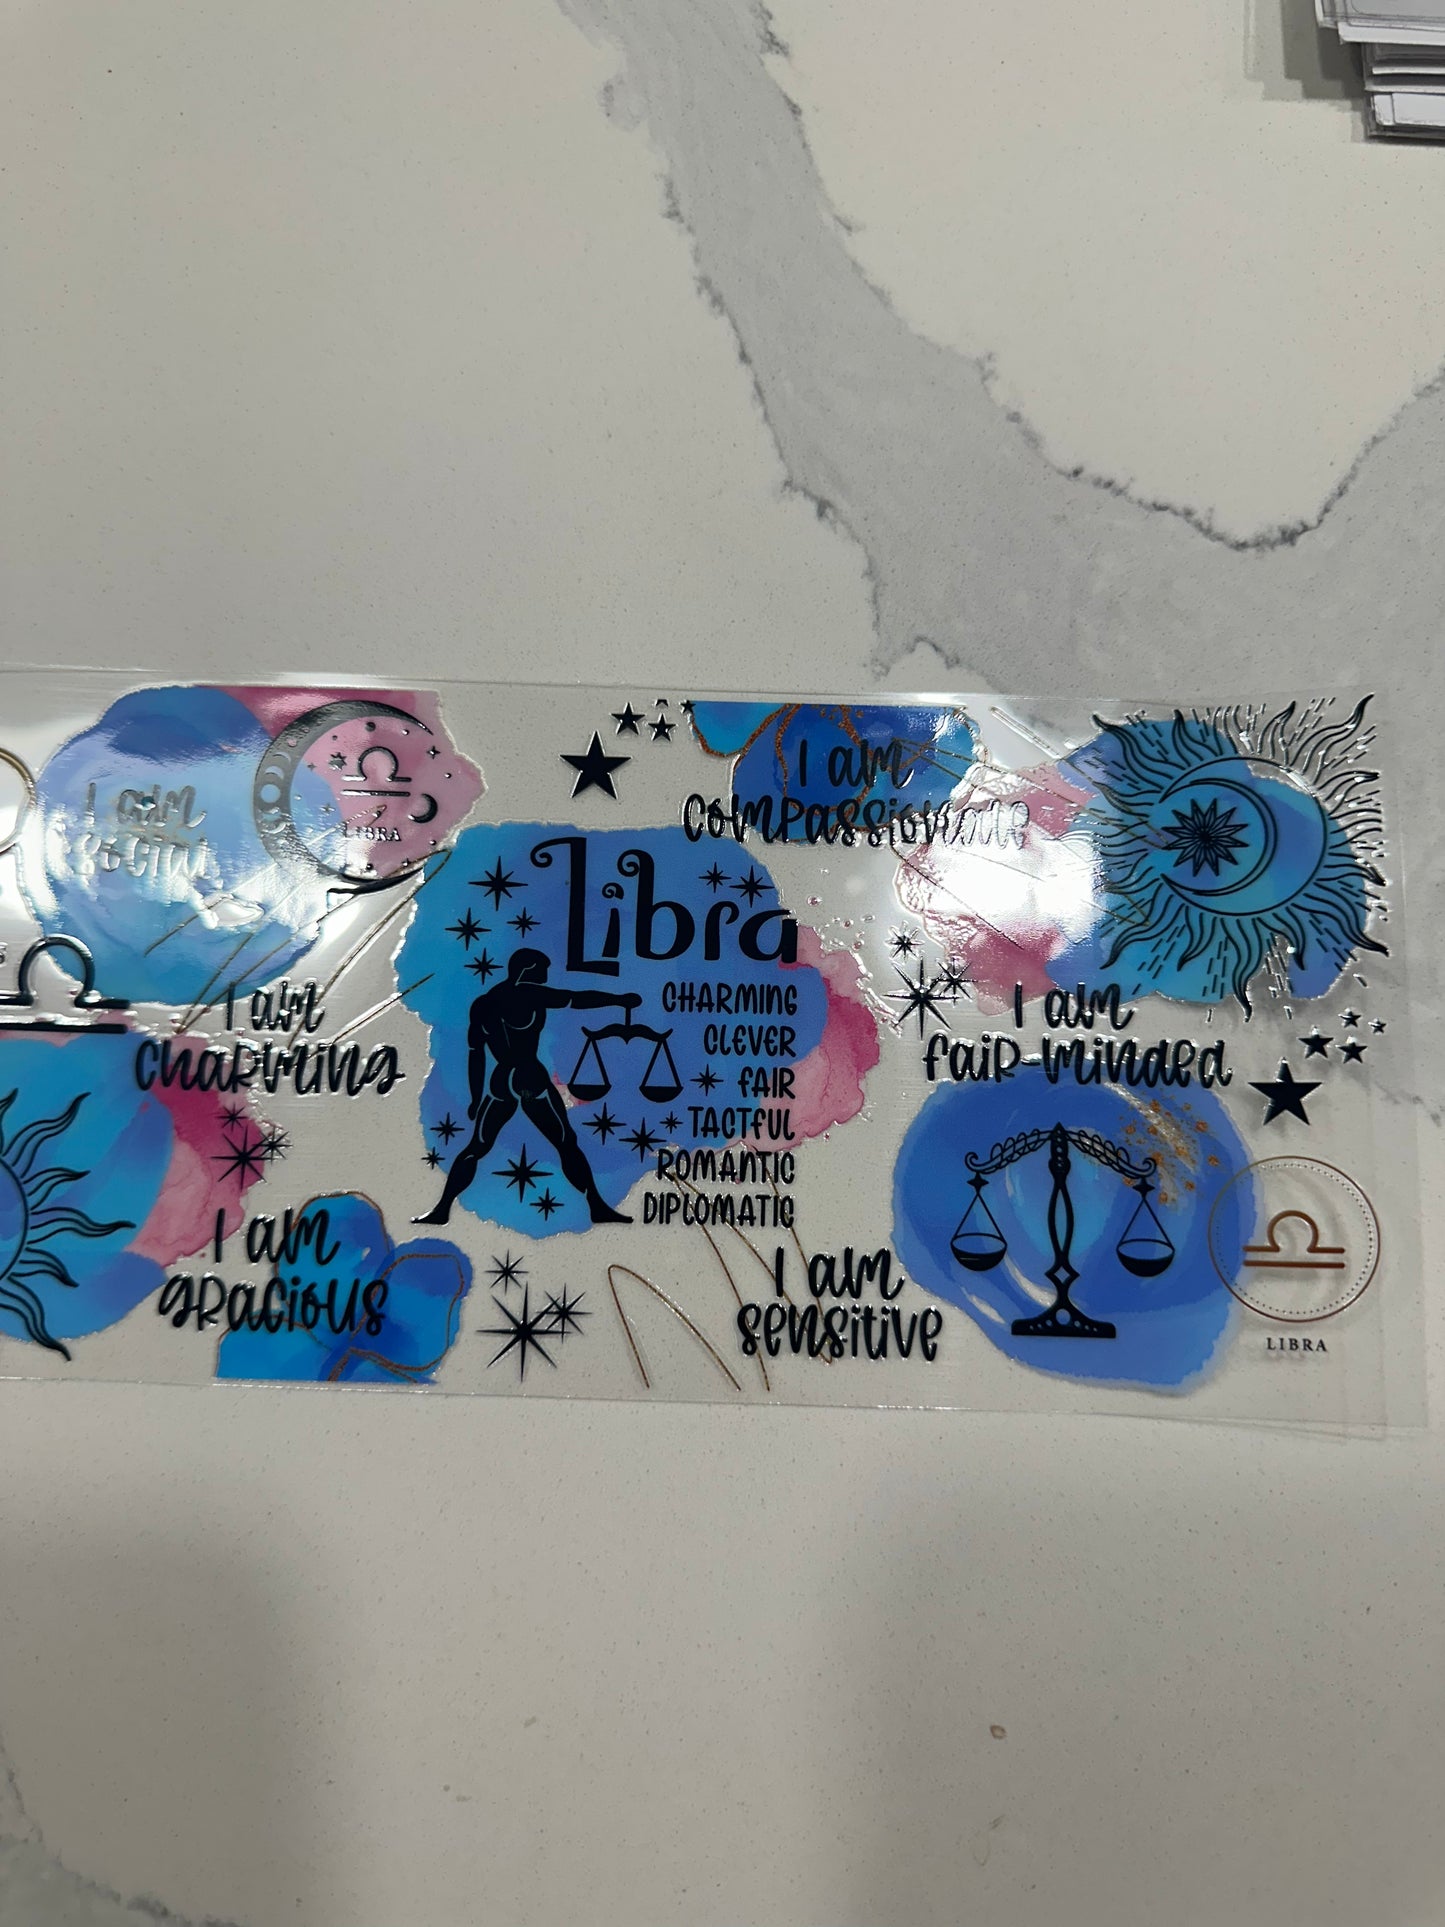 I am
social
LIBRA
I am
charming
I am
gracious
Libra
CHARMING
CLEVER
FAIR
TACTFUL
ROMANTIC
DIPLOMATIC
I am
compassionate
I am
fair-minded
I am
sensitive
LIBRA